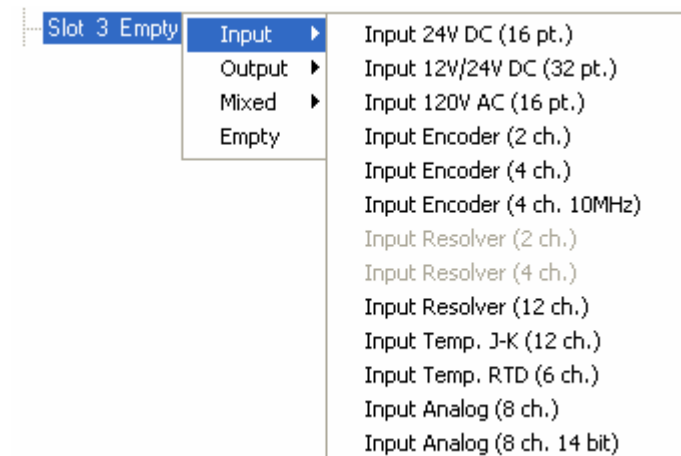 Slot 3 Empty
Input
Output
Mixed
Empty
Input 24V DC (16 pt.)
Input 12V/24V DC (32 pt.)
Input 120V AC (16 pt.)
Input Encoder (2 ch.)
Input Encoder (4 ch.)
Input Encoder (4 ch. 10MHz)
Input Resolver (2 ch.)
Input Resolver (4 ch.)
Input Resolver (12 ch.)
Input Temp. J-K (12 ch.)
Input Temp. RTD (6 ch.)
Input Analog (8 ch.)
Input Analog (8 ch. 14 bit)